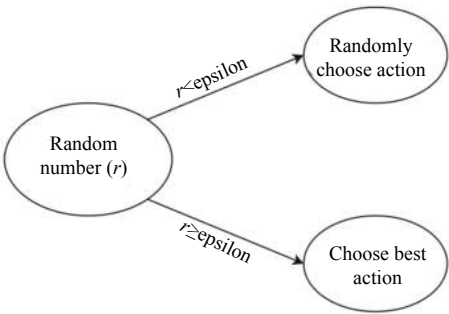 Randomly
choose action
r<epsilon
Random
number (r)
r≥epsilon
Choose best
action